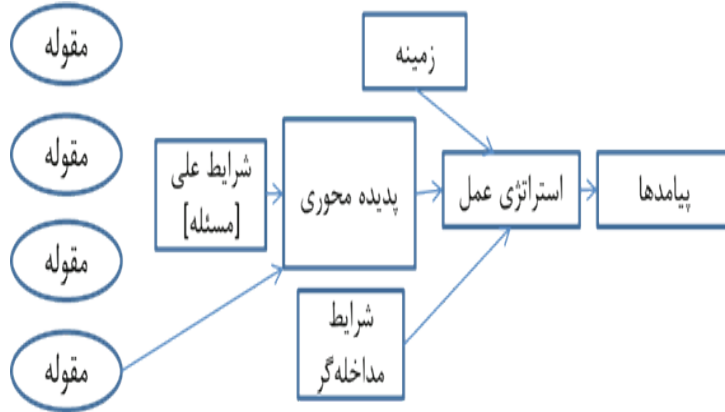 مقوله
مقوله
مقوله
مقوله
زمینه
شرایط علی
[مسئله]
پدیده محوری
استراتژی عمل
پیامدها
شرایط
مداخله‌گر